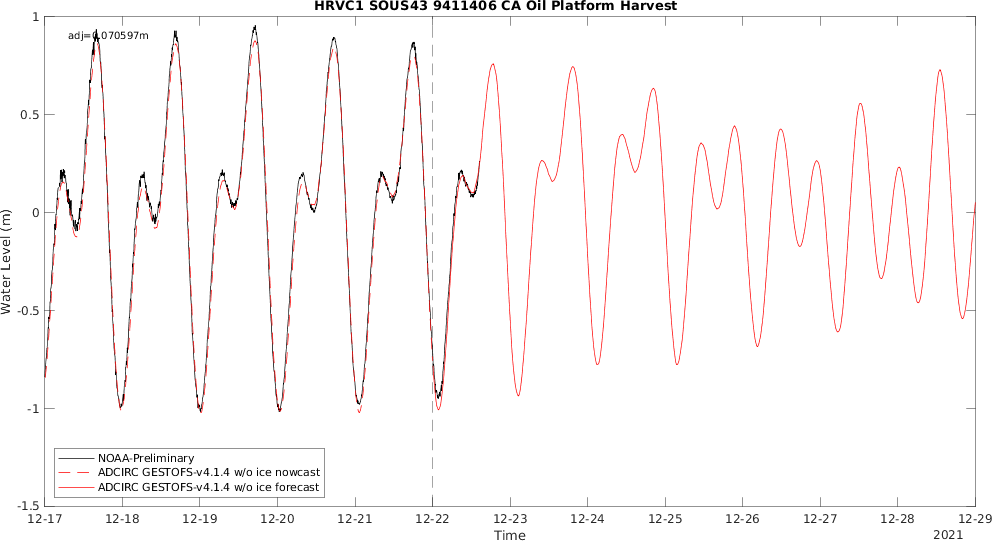 HRVC1 SOUS43 9411406 CA Oil Platform Harvest
adj=0.070597m
1
0.5
0
-0.5
-1
-1.5
Water Level (m)
NOAA-Preliminary
ADCIRC GESTOFS-v4.1.4 w/o ice nowcast
ADCIRC GESTOFS-v4.1.4 w/o ice forecast
12-17 12-18 12-19 12-20 12-21 12-22 12-23 12-24 12-25 12-26 12-27 12-28 12-29
Time
2021